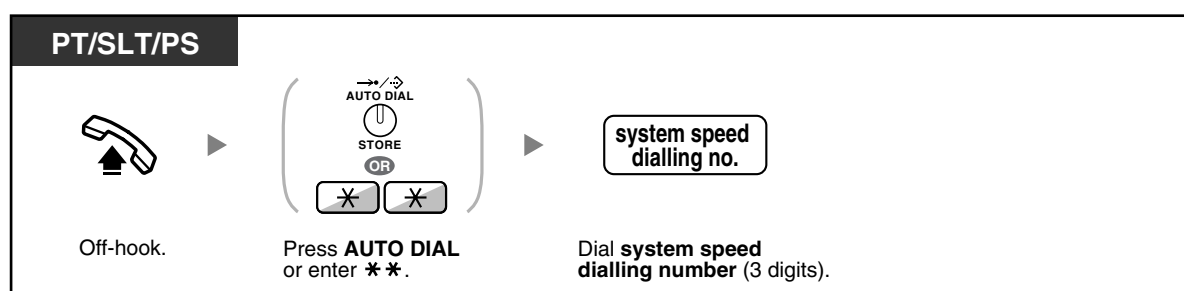 PT/SLT/PS
AUTO DIAL
STORE
OR
system speed
dialling no.
Off-hook.
Press AUTO DIAL
or enter ✱✱.
Dial system speed
dialling number (3 digits).